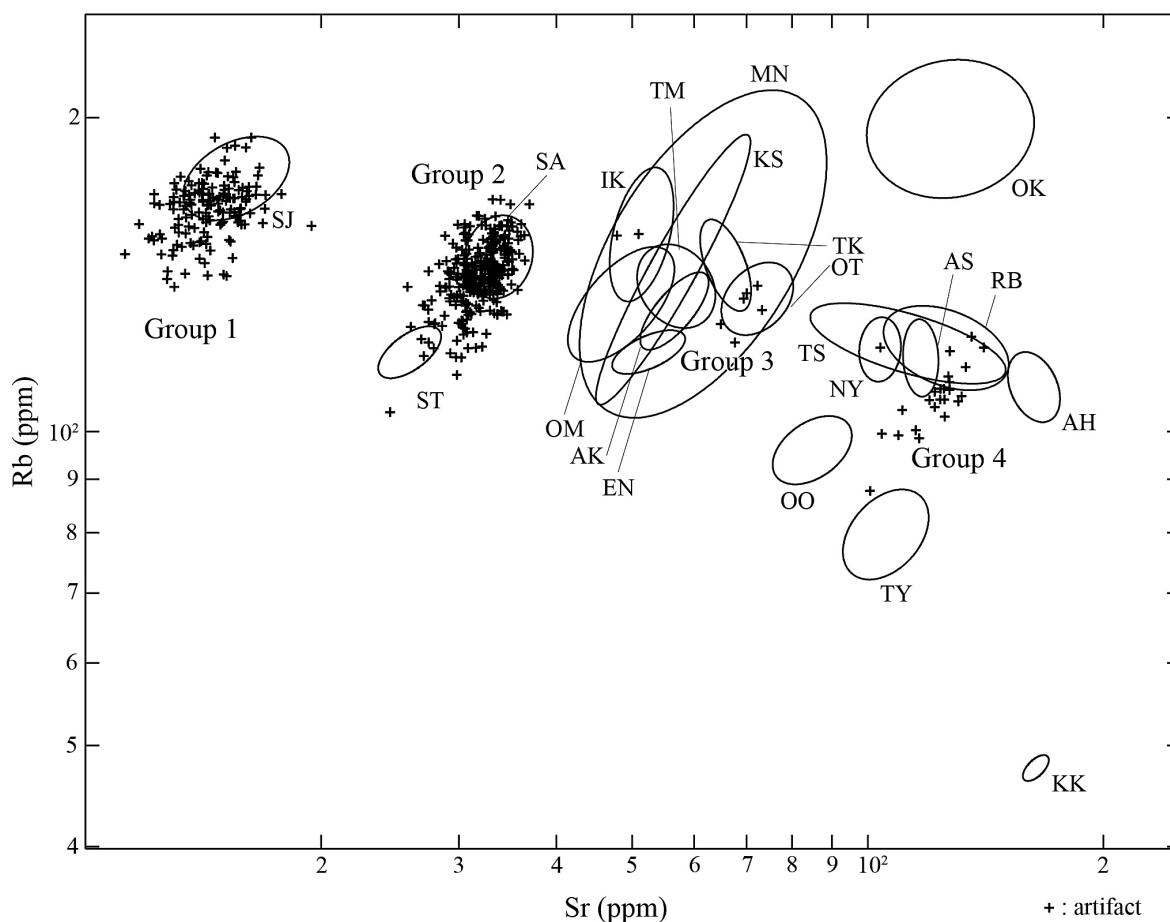 MN
TM
2
KS
SA
Group 2
IK
OK
SJ
TK
OT
AS
RB
Group 1
TS
Group 3
NY
ST
AH
OM
10²
AK
Group 4
EN
9
OO
8
7
TY
6
5
KK
4
Rb (ppm)
2 3 4 5 6 7 8 9 10² 2
Sr (ppm)
+ : artifact